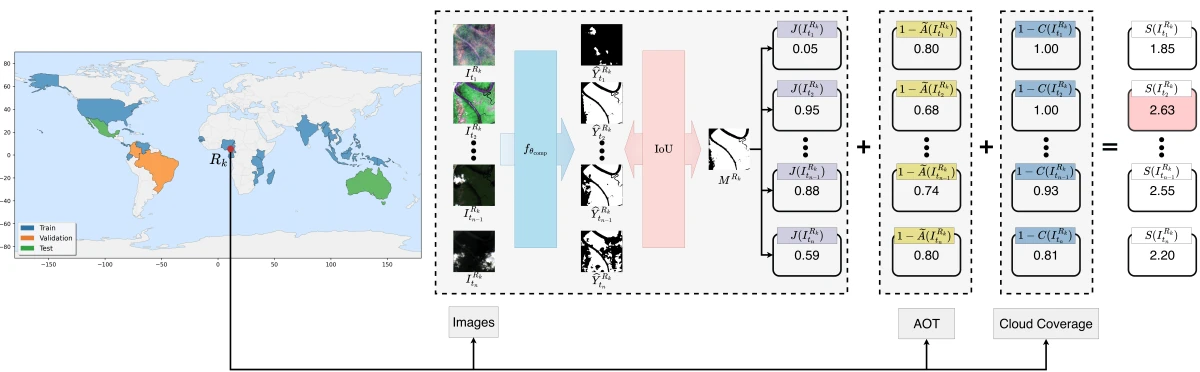 80
60
40
20
0
−20
−40
−60
−80
−150
−100
−50
0
50
100
150
Train
Validation
Test
R_k
I_{t_1}^{R_k}
I_{t_2}^{R_k}
I_{t_{n-1}}^{R_k}
I_{t_n}^{R_k}
f_{θ_comp}
Ŷ_{t_1}^{R_k}
Ŷ_{t_2}^{R_k}
Ŷ_{t_{n-1}}^{R_k}
Ŷ_{t_n}^{R_k}
IoU
M^{R_k}
J(I_{t_1}^{R_k})
0.05
J(I_{t_2}^{R_k})
0.95
J(I_{t_{n-1}}^{R_k})
0.88
J(I_{t_n}^{R_k})
0.59
+
1 − Ã(I_{t_1}^{R_k})
0.80
1 − Ã(I_{t_2}^{R_k})
0.68
1 − Ã(I_{t_{n-1}}^{R_k})
0.74
1 − Ã(I_{t_n}^{R_k})
0.80
+
1 − C(I_{t_1}^{R_k})
1.00
1 − C(I_{t_2}^{R_k})
1.00
1 − C(I_{t_{n-1}}^{R_k})
0.93
1 − C(I_{t_n}^{R_k})
0.81
=
S(I_{t_1}^{R_k})
1.85
S(I_{t_2}^{R_k})
2.63
S(I_{t_{n-1}}^{R_k})
2.55
S(I_{t_n}^{R_k})
2.20
Images
AOT
Cloud Coverage